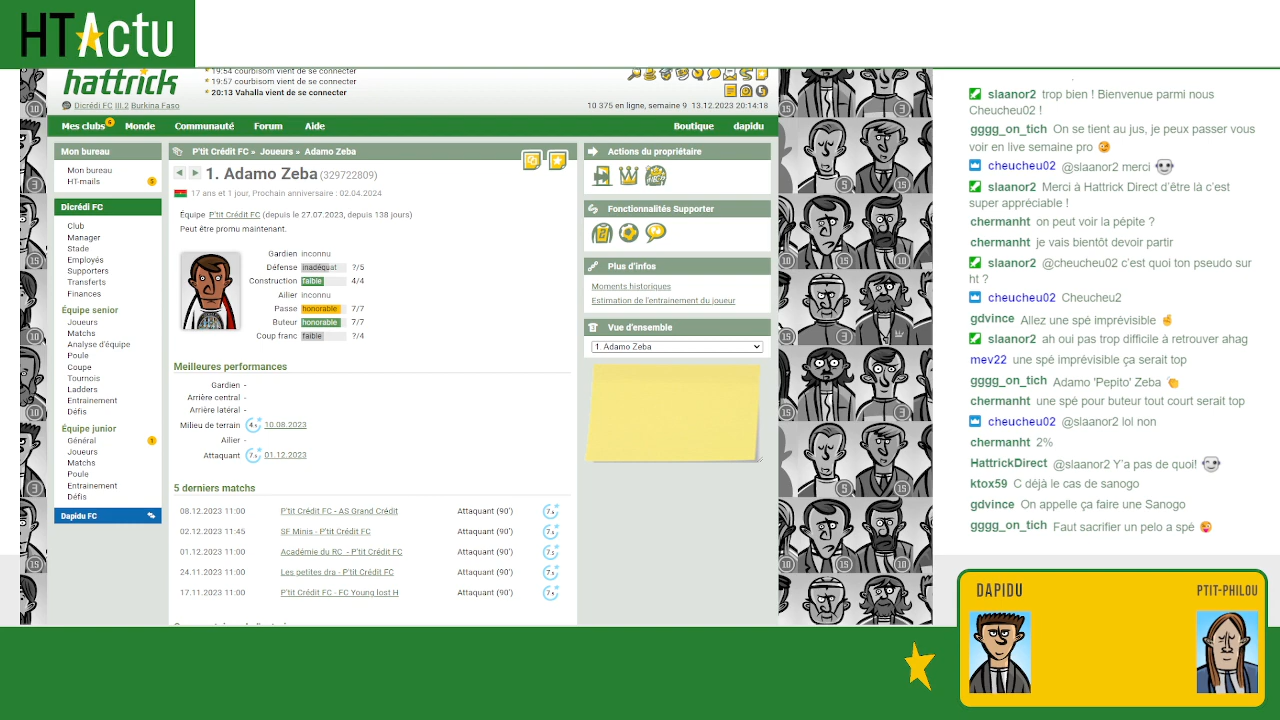 HTActu
19:54 courbisom vient de se connecter
19:57 courbisom vient de se connecter
20:13 Vahalla vient de se connecter
hattrick
Dicrédi FC III.2 Burkina Faso
10 375 en ligne, semaine 9 13.12.2023 20:14:18
Mes clubs 6 Monde Communauté Forum Aide Boutique dapidu
Mon bureau
Mon bureau
HT-mails 5
Dicrédi FC
Club
Manager
Stade
Employés
Supporters
Transferts
Finances
Équipe senior
Joueurs
Matchs
Analyse d'équipe
Poule
Coupe
Tournois
Ladders
Entrainement
Défis
Équipe junior
Général 1
Joueurs
Matchs
Poule
Entrainement
Défis
Dapidu FC
P'tit Crédit FC » Joueurs » Adamo Zeba
1. Adamo Zeba (329722809)
17 ans et 1 jour, Prochain anniversaire : 02.04.2024
Équipe P'tit Crédit FC (depuis le 27.07.2023, depuis 138 jours)
Peut être promu maintenant.
Gardien inconnu
Défense inadéquat ?/5
Construction faible 4/4
Ailier inconnu
Passe honorable 7/7
Buteur honorable 7/7
Coup franc faible ?/4
Meilleures performances
Gardien -
Arrière central -
Arrière latéral -
Milieu de terrain 10.08.2023
Ailier -
Attaquant 01.12.2023
5 derniers matchs
08.12.2023 11:00 P'tit Crédit FC - AS Grand Crédit Attaquant (90')
02.12.2023 11:45 SF Minis - P'tit Crédit FC Attaquant (90')
01.12.2023 11:00 Académie du RC - P'tit Crédit FC Attaquant (90')
24.11.2023 11:00 Les petites dra - P'tit Crédit FC Attaquant (90')
17.11.2023 11:00 P'tit Crédit FC - FC Young lost H Attaquant (90')
Actions du propriétaire
Fonctionnalités Supporter
Plus d'infos
Moments historiques
Estimation de l'entrainement du joueur
Vue d'ensemble
1. Adamo Zeba
slaanor2 trop bien ! Bienvenue parmi nous
Cheucheu02 !
gggg_on_tich On se tient au jus, je peux passer vous
voir en live semaine pro
cheucheu02 @slaanor2 merci
slaanor2 Merci à Hattrick Direct d'être là c'est
super appréciable !
chermanht on peut voir la pépite ?
chermanht je vais bientôt devoir partir
slaanor2 @cheucheu02 c'est quoi ton pseudo sur
ht ?
cheucheu02 Cheucheu2
gdvince Allez une spé imprévisible
slaanor2 ah oui pas trop difficile à retrouver ahag
mev22 une spé imprévisible ça serait top
gggg_on_tich Adamo 'Pepito' Zeba
chermanht une spé pour buteur tout court serait top
cheucheu02 @slaanor2 lol non
chermanht 2%
HattrickDirect @slaanor2 Y'a pas de quoi!
ktox59 C déjà le cas de sanogo
gdvince On appelle ça faire une Sanogo
gggg_on_tich Faut sacrifier un pelo a spé
DAPIDU PTIT-PHILOU